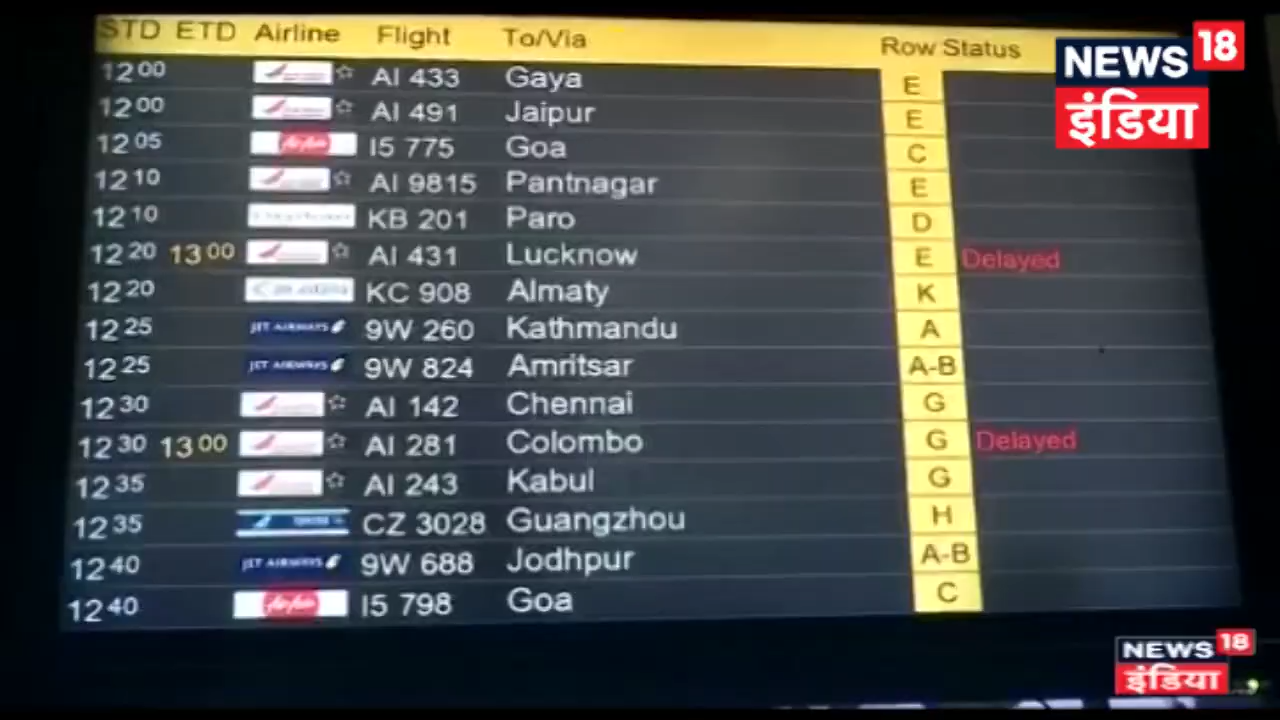 STD ETD Airline Flight To/Via Row Status
12 00 AI 433 Gaya E
12 00 AI 491 Jaipur E
12 05 I5 775 Goa C
12 10 AI 9815 Pantnagar E
12 10 KB 201 Paro D
12 20 13 00 AI 431 Lucknow E Delayed
12 20 KC 908 Almaty K
12 25 JET AIRWAYS 9W 260 Kathmandu A
12 25 JET AIRWAYS 9W 824 Amritsar A-B
12 30 AI 142 Chennai G
12 30 13 00 AI 281 Colombo G Delayed
12 35 AI 243 Kabul G
12 35 CZ 3028 Guangzhou H
12 40 JET AIRWAYS 9W 688 Jodhpur A-B
12 40 I5 798 Goa C
NEWS 18
इंडिया
NEWS 18
इंडिया